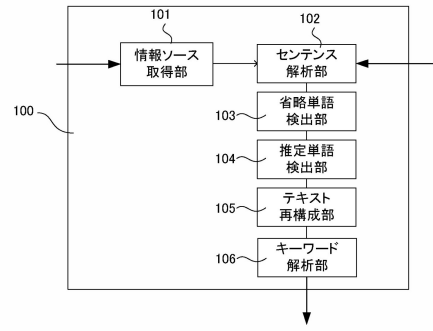 101
102
情報ソース
取得部
センテンス
解析部
100
103
省略単語
検出部
104
推定単語
検出部
105
テキスト
再構成部
106
キーワード
解析部